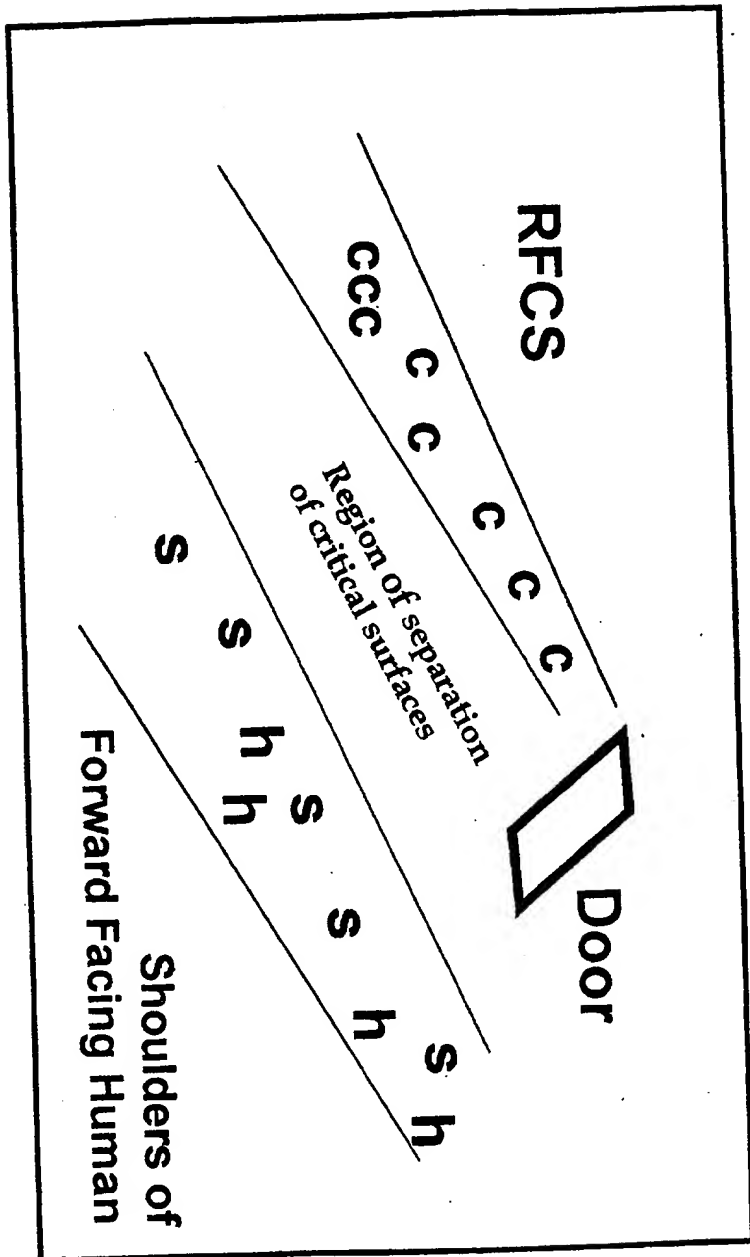 RFCS
Door
c
c
c
c c
ccc
Region of separation
of critical surfaces
s h
h
s
s
h
s h
s
Shoulders of
Forward Facing Human